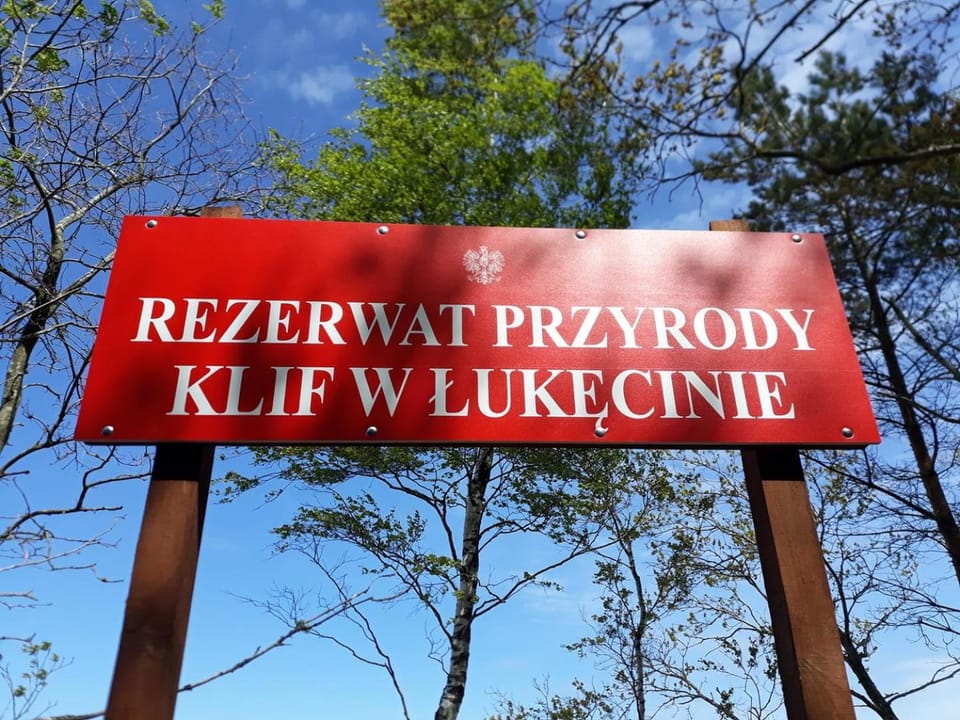 REZERWAT PRZYRODY
KLIF W ŁUKĘCINIE